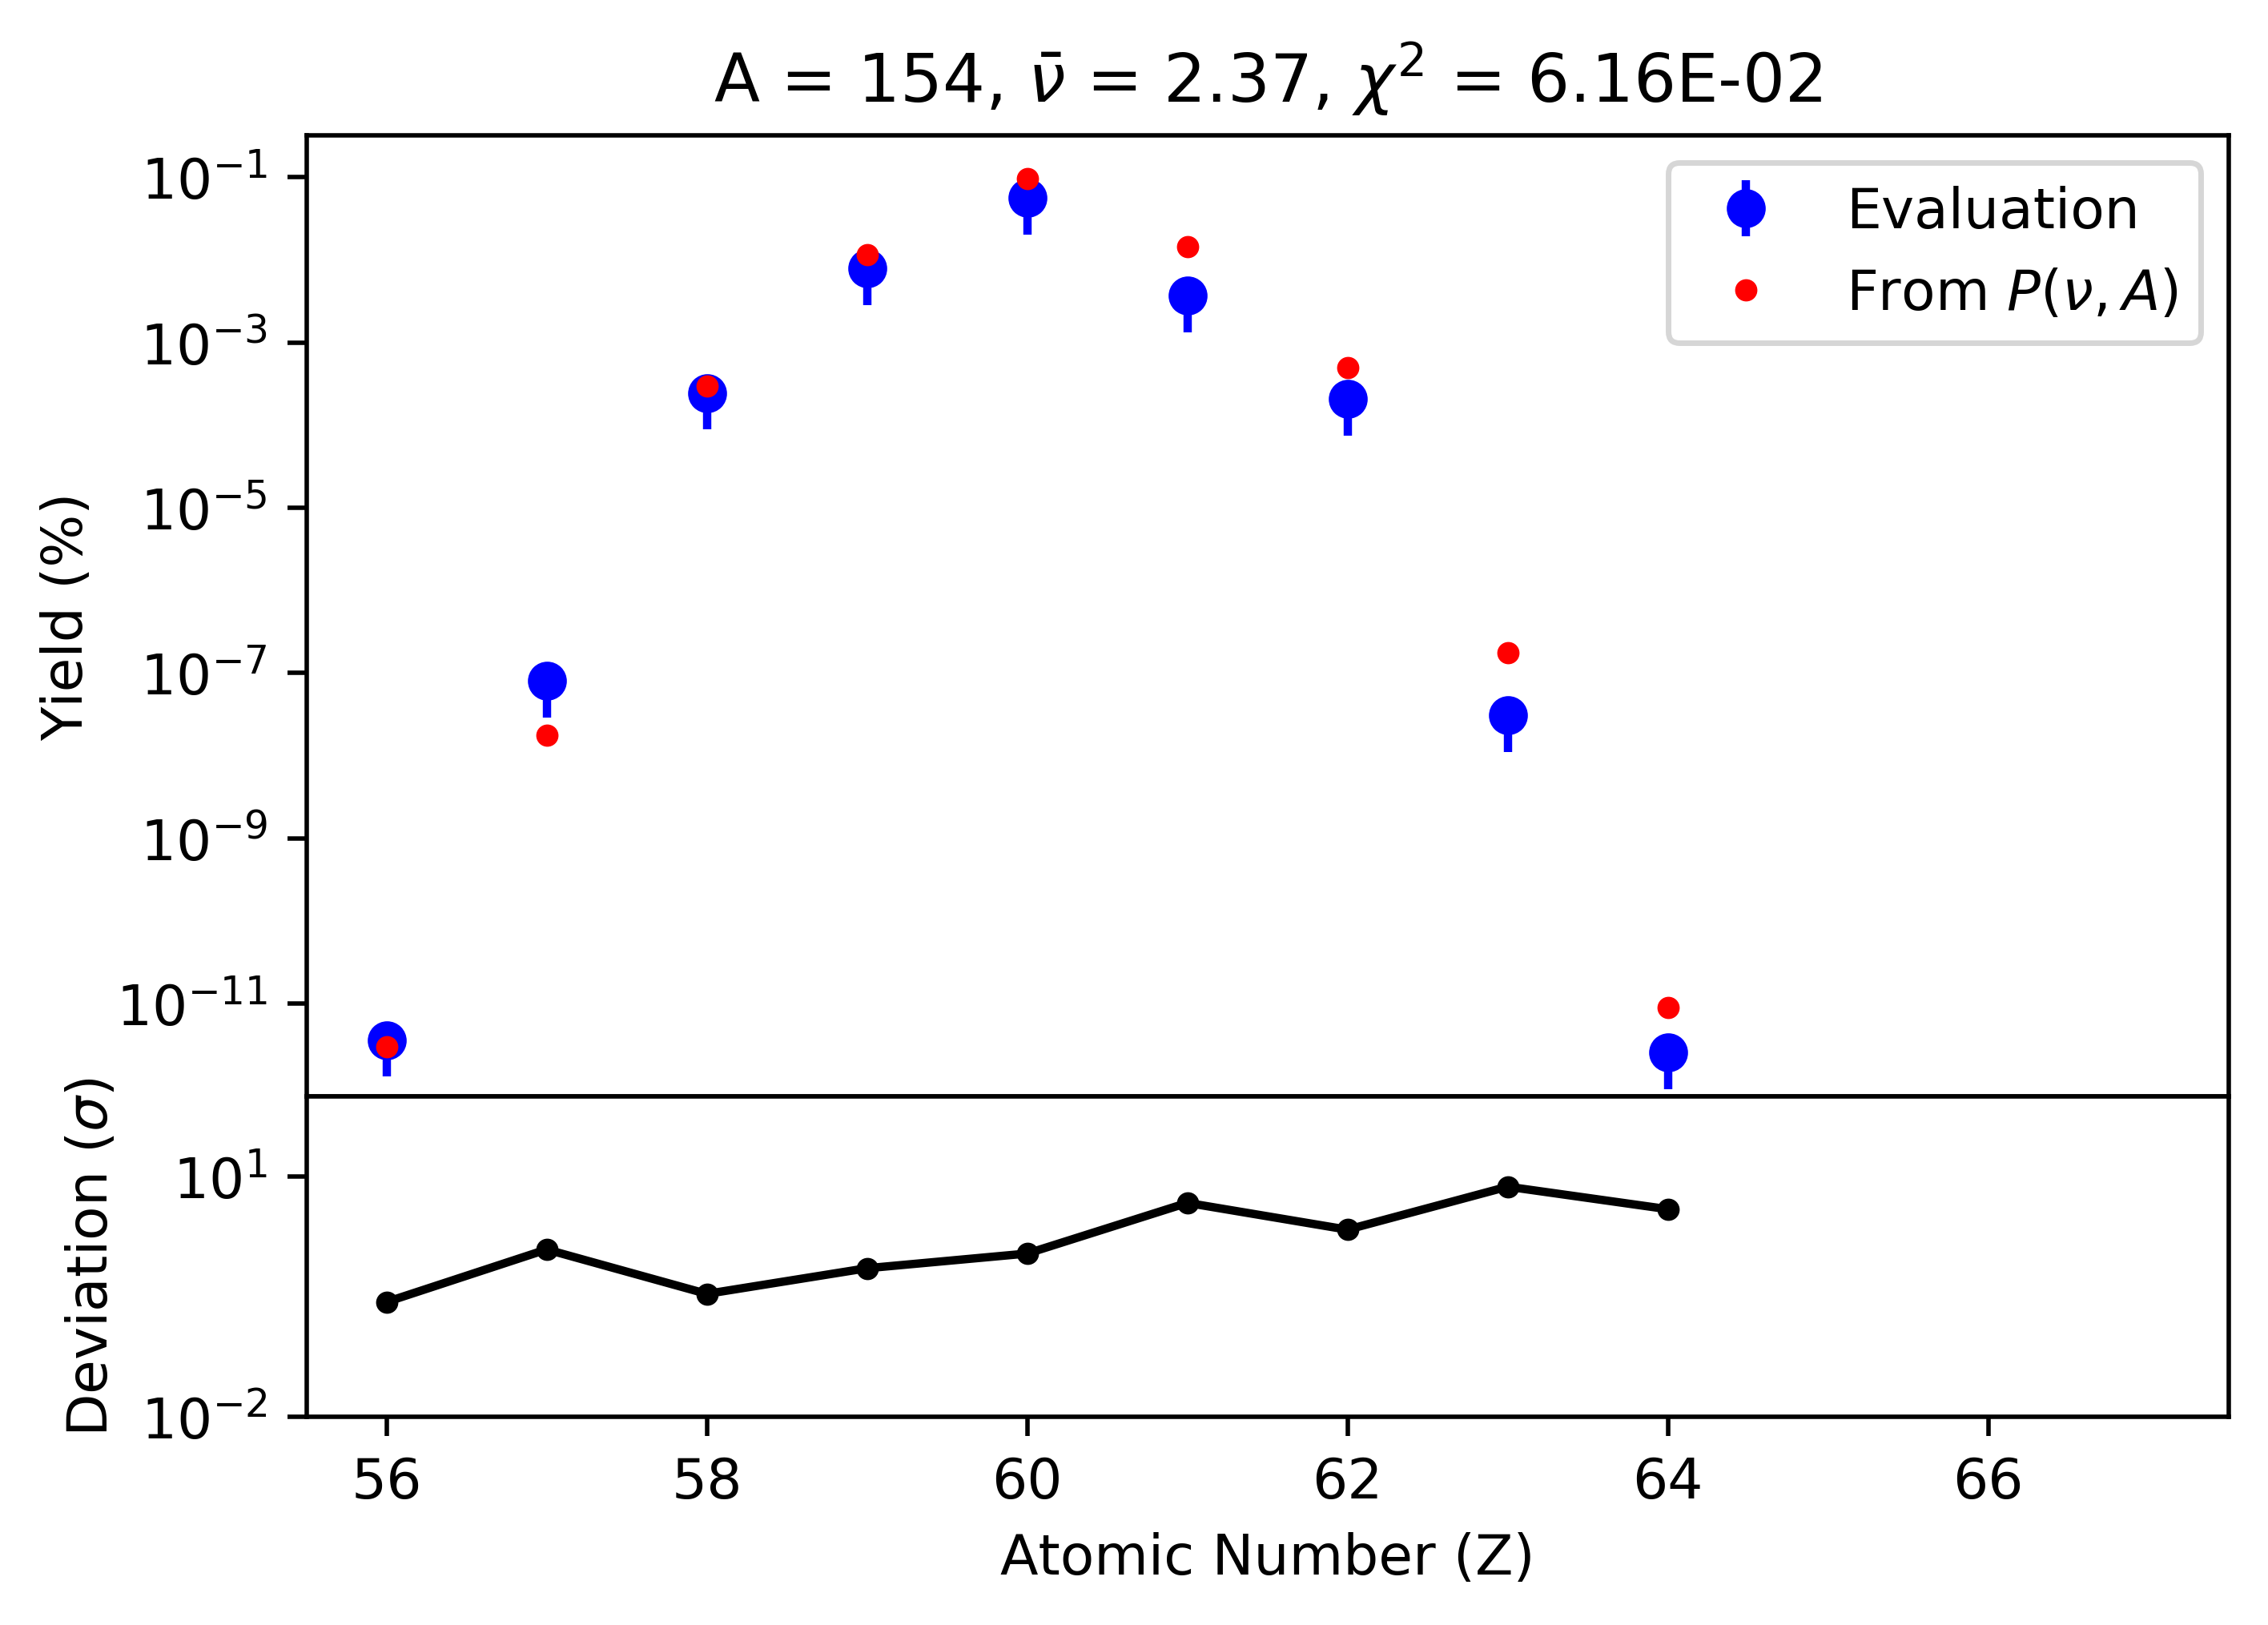 A = 154, ν̄ = 2.37, χ² = 6.16E-02
Yield (%)
10⁻¹
10⁻³
10⁻⁵
10⁻⁷
10⁻⁹
10⁻¹¹
Evaluation
From P(ν, A)
Deviation (σ)
10¹
10⁻²
56 58 60 62 64 66
Atomic Number (Z)